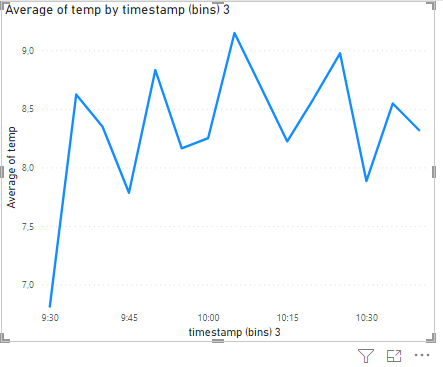 Average of temp by timestamp (bins) 3
9,0
8,5
8,0
7,5
7,0
Average of temp
9:30 9:45 10:00 10:15 10:30
timestamp (bins) 3